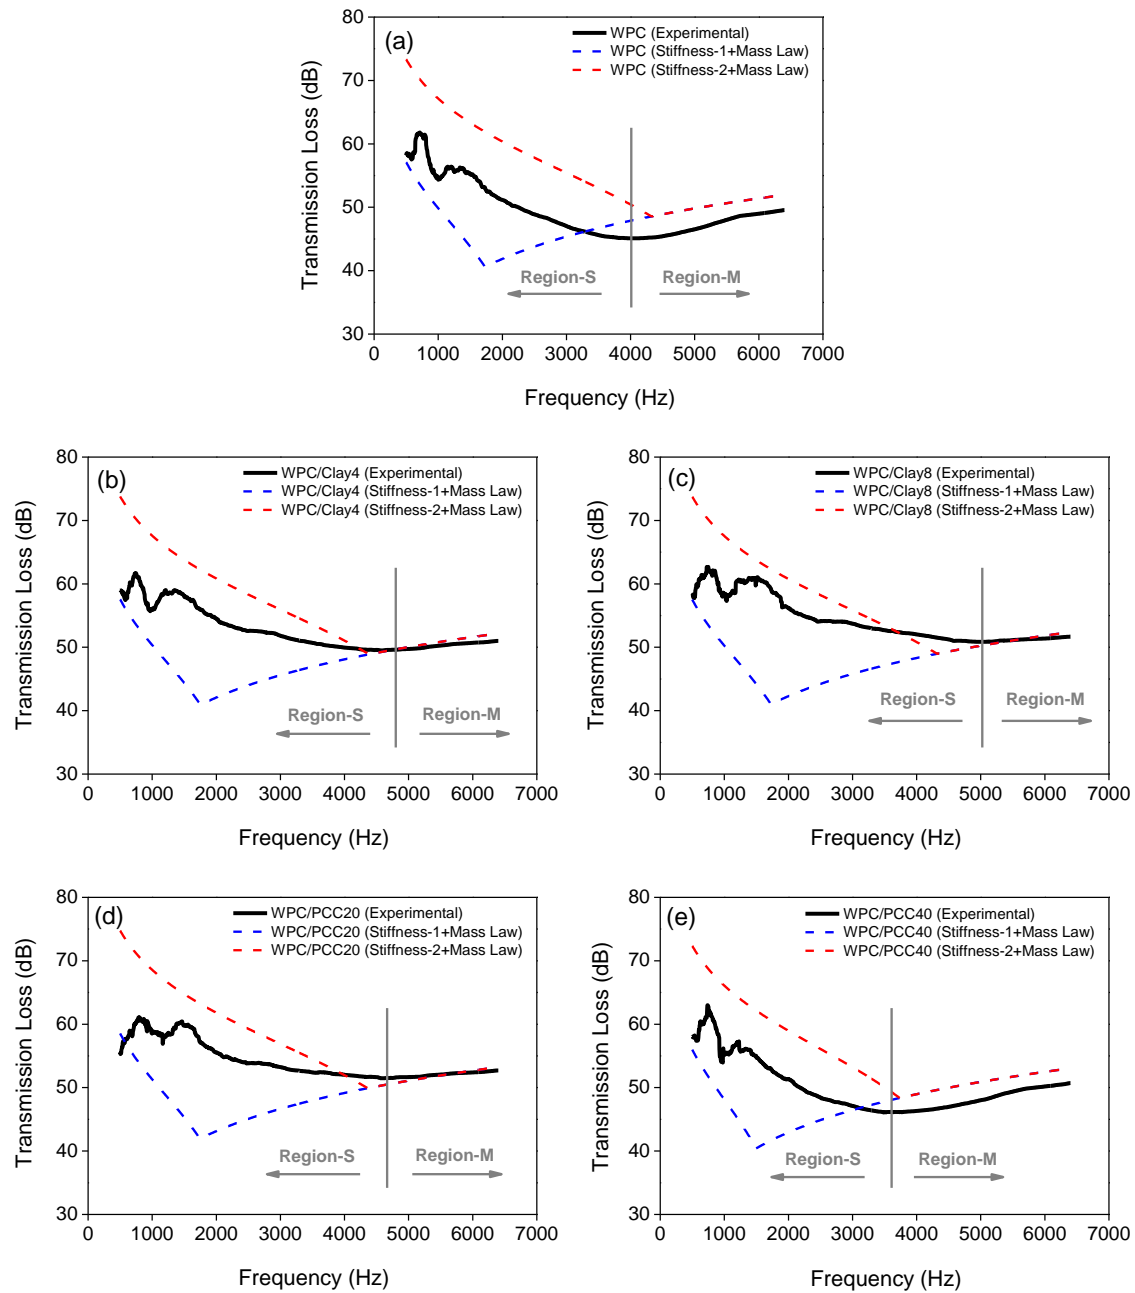 (a)
WPC (Experimental)
WPC (Stiffness-1+Mass Law)
WPC (Stiffness-2+Mass Law)
Transmission Loss (dB)
80
70
60
50
40
30
Region-S
Region-M
0 1000 2000 3000 4000 5000 6000 7000
Frequency (Hz)
(b)
WPC/Clay4 (Experimental)
WPC/Clay4 (Stiffness-1+Mass Law)
WPC/Clay4 (Stiffness-2+Mass Law)
Transmission Loss (dB)
80
70
60
50
40
30
Region-S
Region-M
0 1000 2000 3000 4000 5000 6000 7000
Frequency (Hz)
(c)
WPC/Clay8 (Experimental)
WPC/Clay8 (Stiffness-1+Mass Law)
WPC/Clay8 (Stiffness-2+Mass Law)
Transmission Loss (dB)
80
70
60
50
40
30
Region-S
Region-M
0 1000 2000 3000 4000 5000 6000 7000
Frequency (Hz)
(d)
WPC/PCC20 (Experimental)
WPC/PCC20 (Stiffness-1+Mass Law)
WPC/PCC20 (Stiffness-2+Mass Law)
Transmission Loss (dB)
80
70
60
50
40
30
Region-S
Region-M
0 1000 2000 3000 4000 5000 6000 7000
Frequency (Hz)
(e)
WPC/PCC40 (Experimental)
WPC/PCC40 (Stiffness-1+Mass Law)
WPC/PCC40 (Stiffness-2+Mass Law)
Transmission Loss (dB)
80
70
60
50
40
30
Region-S
Region-M
0 1000 2000 3000 4000 5000 6000 7000
Frequency (Hz)